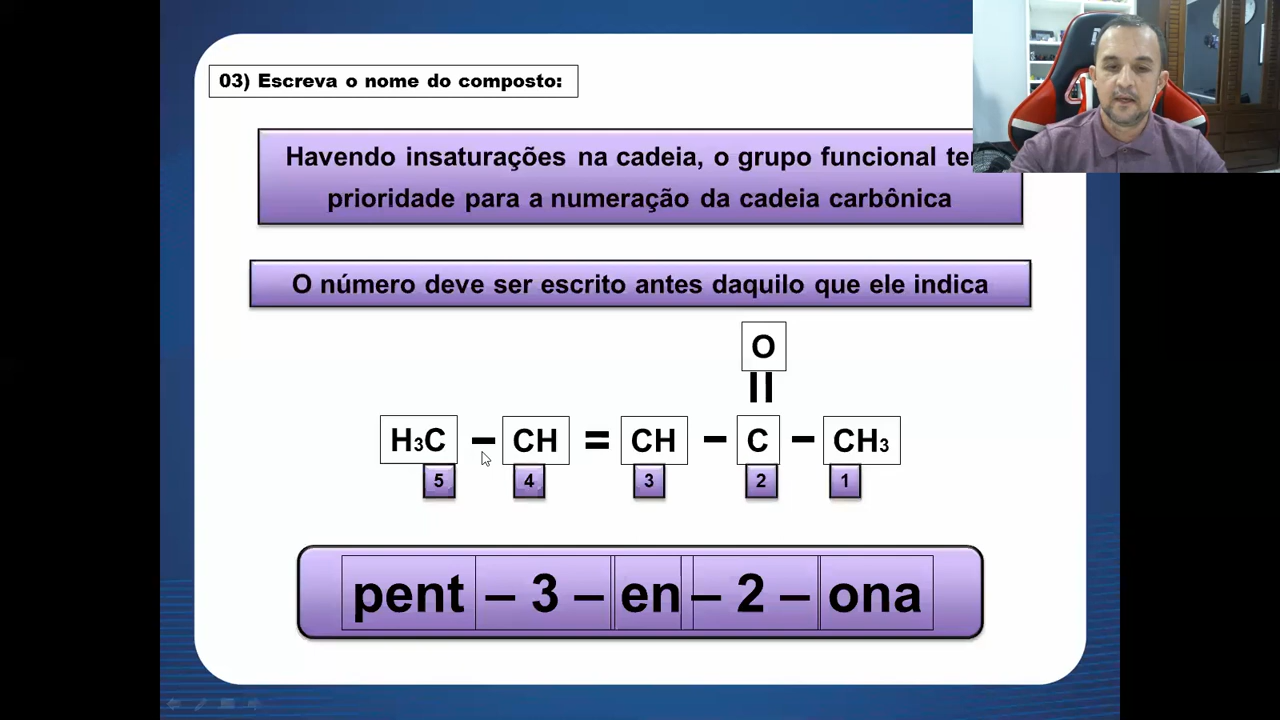 03) Escreva o nome do composto:
Havendo insaturações na cadeia, o grupo funcional
prioridade para a numeração da cadeia carbônica
O número deve ser escrito antes daquilo que ele indica
O
H₃C – CH = CH – C – CH₃
5 4 3 2 1
pent – 3 – en – 2 – ona